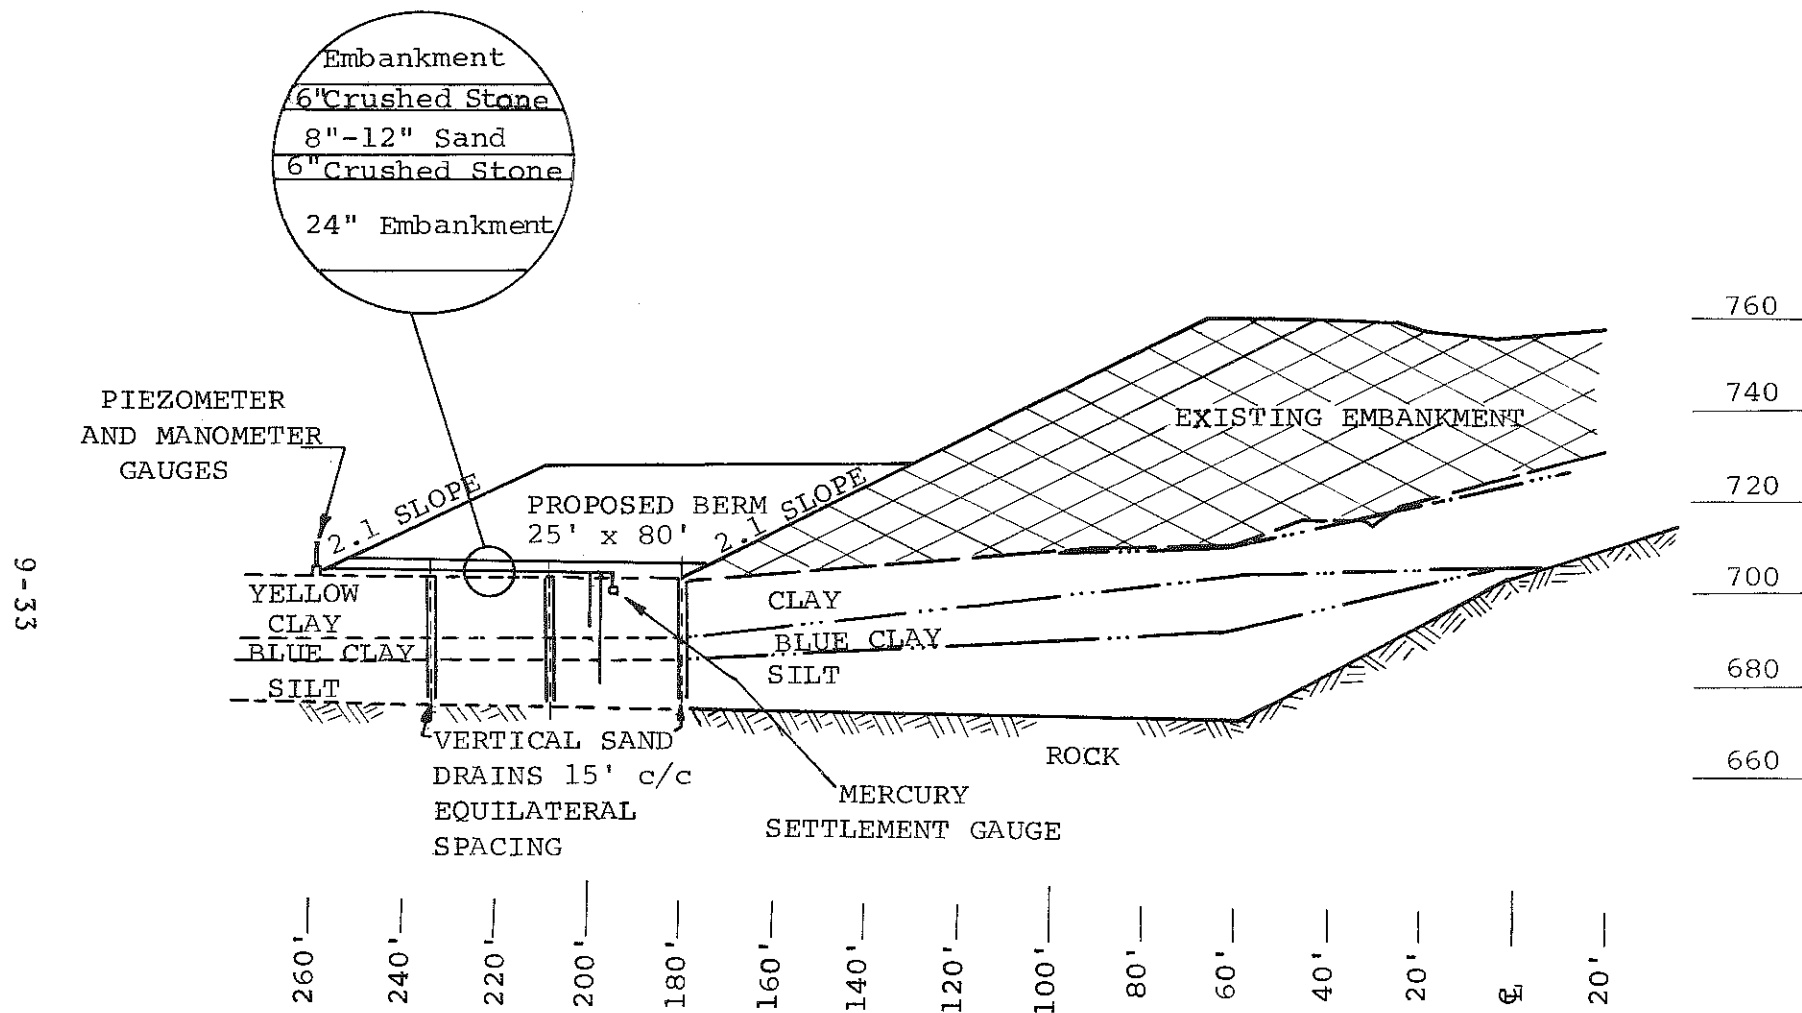 Embankment
6"Crushed Stone
8"-12" Sand
6"Crushed Stone
24" Embankment
PIEZOMETER
AND MANOMETER
GAUGES
2.1 SLOPE
PROPOSED BERM
25' x 80'
2.1 SLOPE
EXISTING EMBANKMENT
760
740
720
700
680
660
YELLOW
CLAY
BLUE CLAY
SILT
CLAY
BLUE CLAY
SILT
VERTICAL SAND
DRAINS 15' c/c
EQUILATERAL
SPACING
MERCURY
SETTLEMENT GAUGE
ROCK
9-33
260'
240'
220'
200'
180'
160'
140'
120'
100'
80'
60'
40'
20'
℄
20'